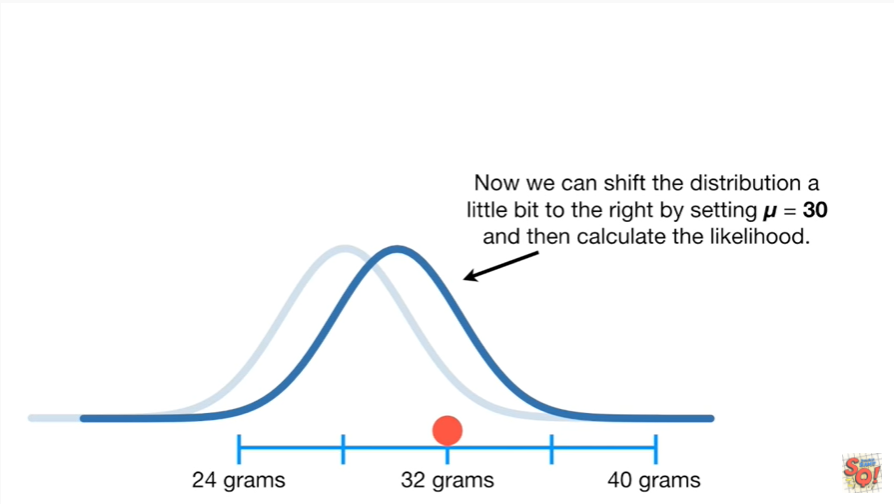 Now we can shift the distribution a
little bit to the right by setting μ = 30
and then calculate the likelihood.
24 grams
32 grams
40 grams
SQ!